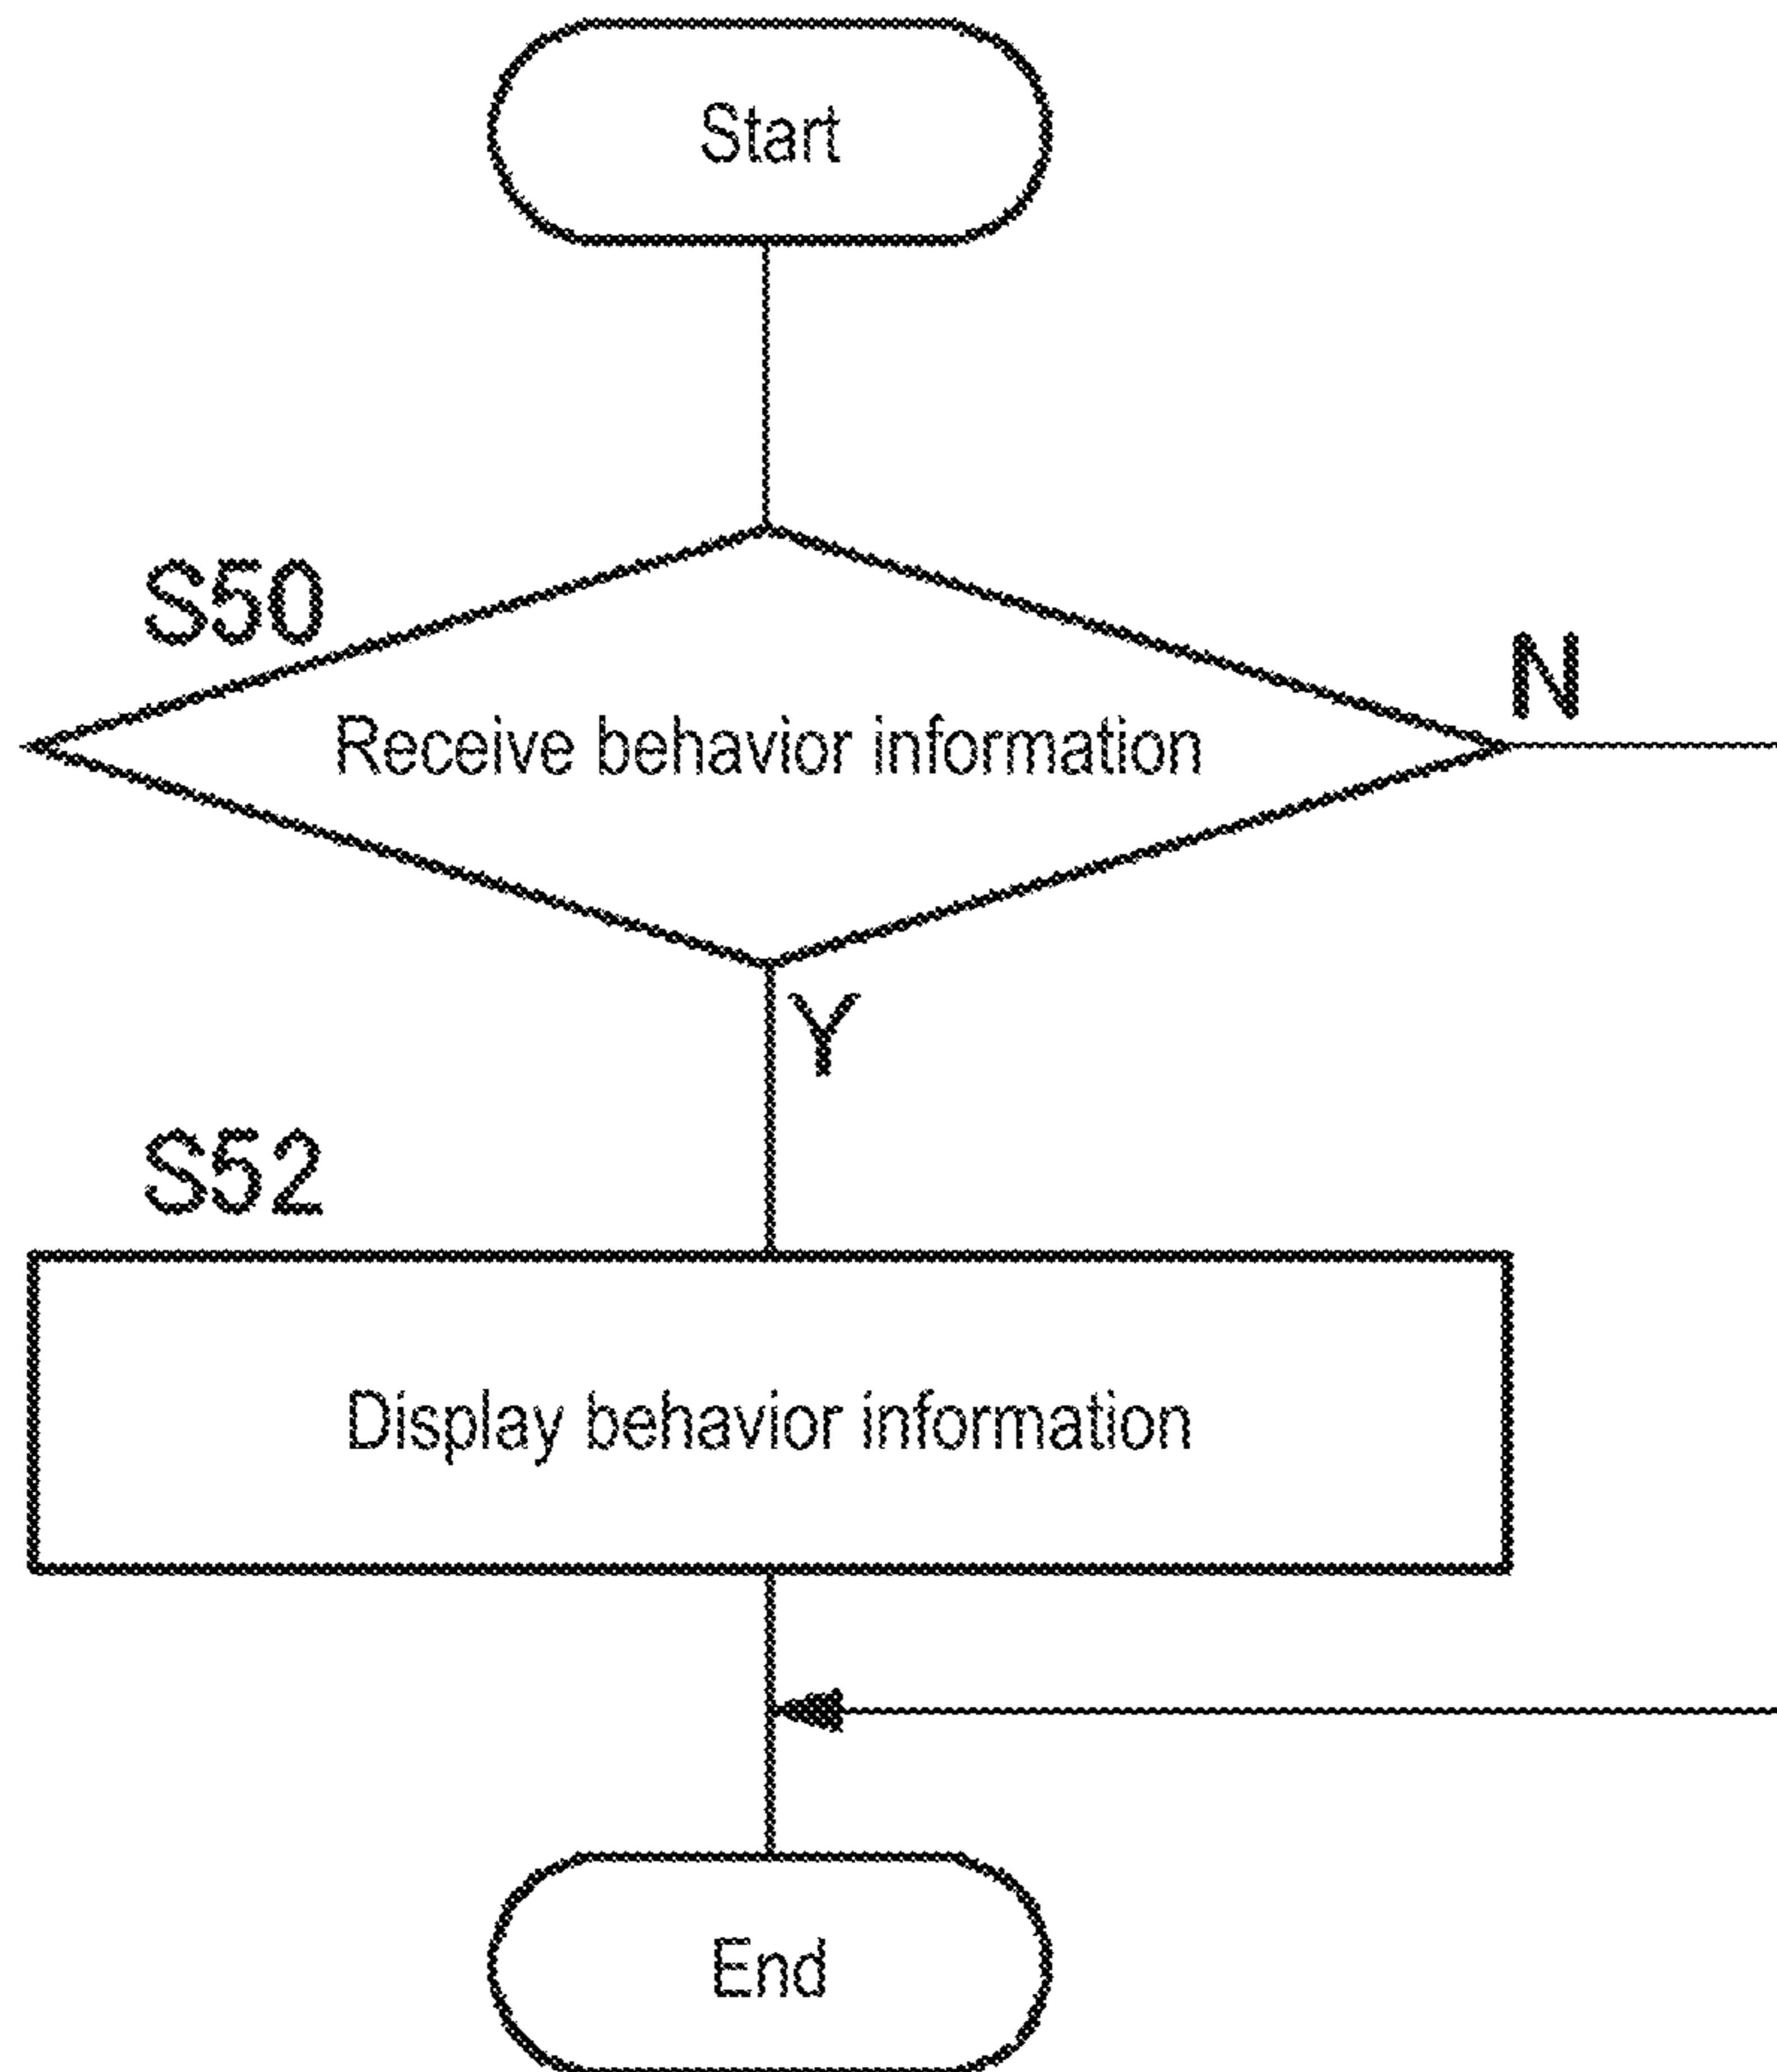 Start
S50
N
Receive behavior information
Y
S52
Display behavior information
End